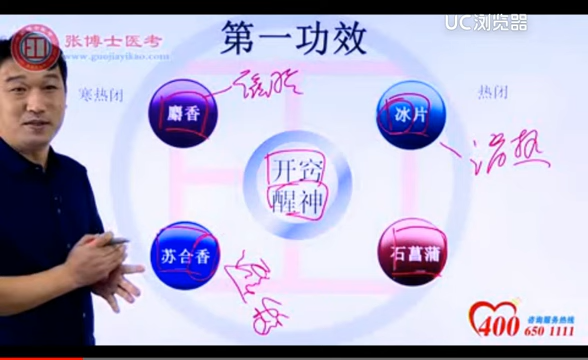 UC浏览器
张博士医考
www.guojiayikao.com
第一功效
寒热闭
热闭
麝香
冰片
清热
开窍
醒神
苏合香
石菖蒲
咨询服务热线
400 650 1111